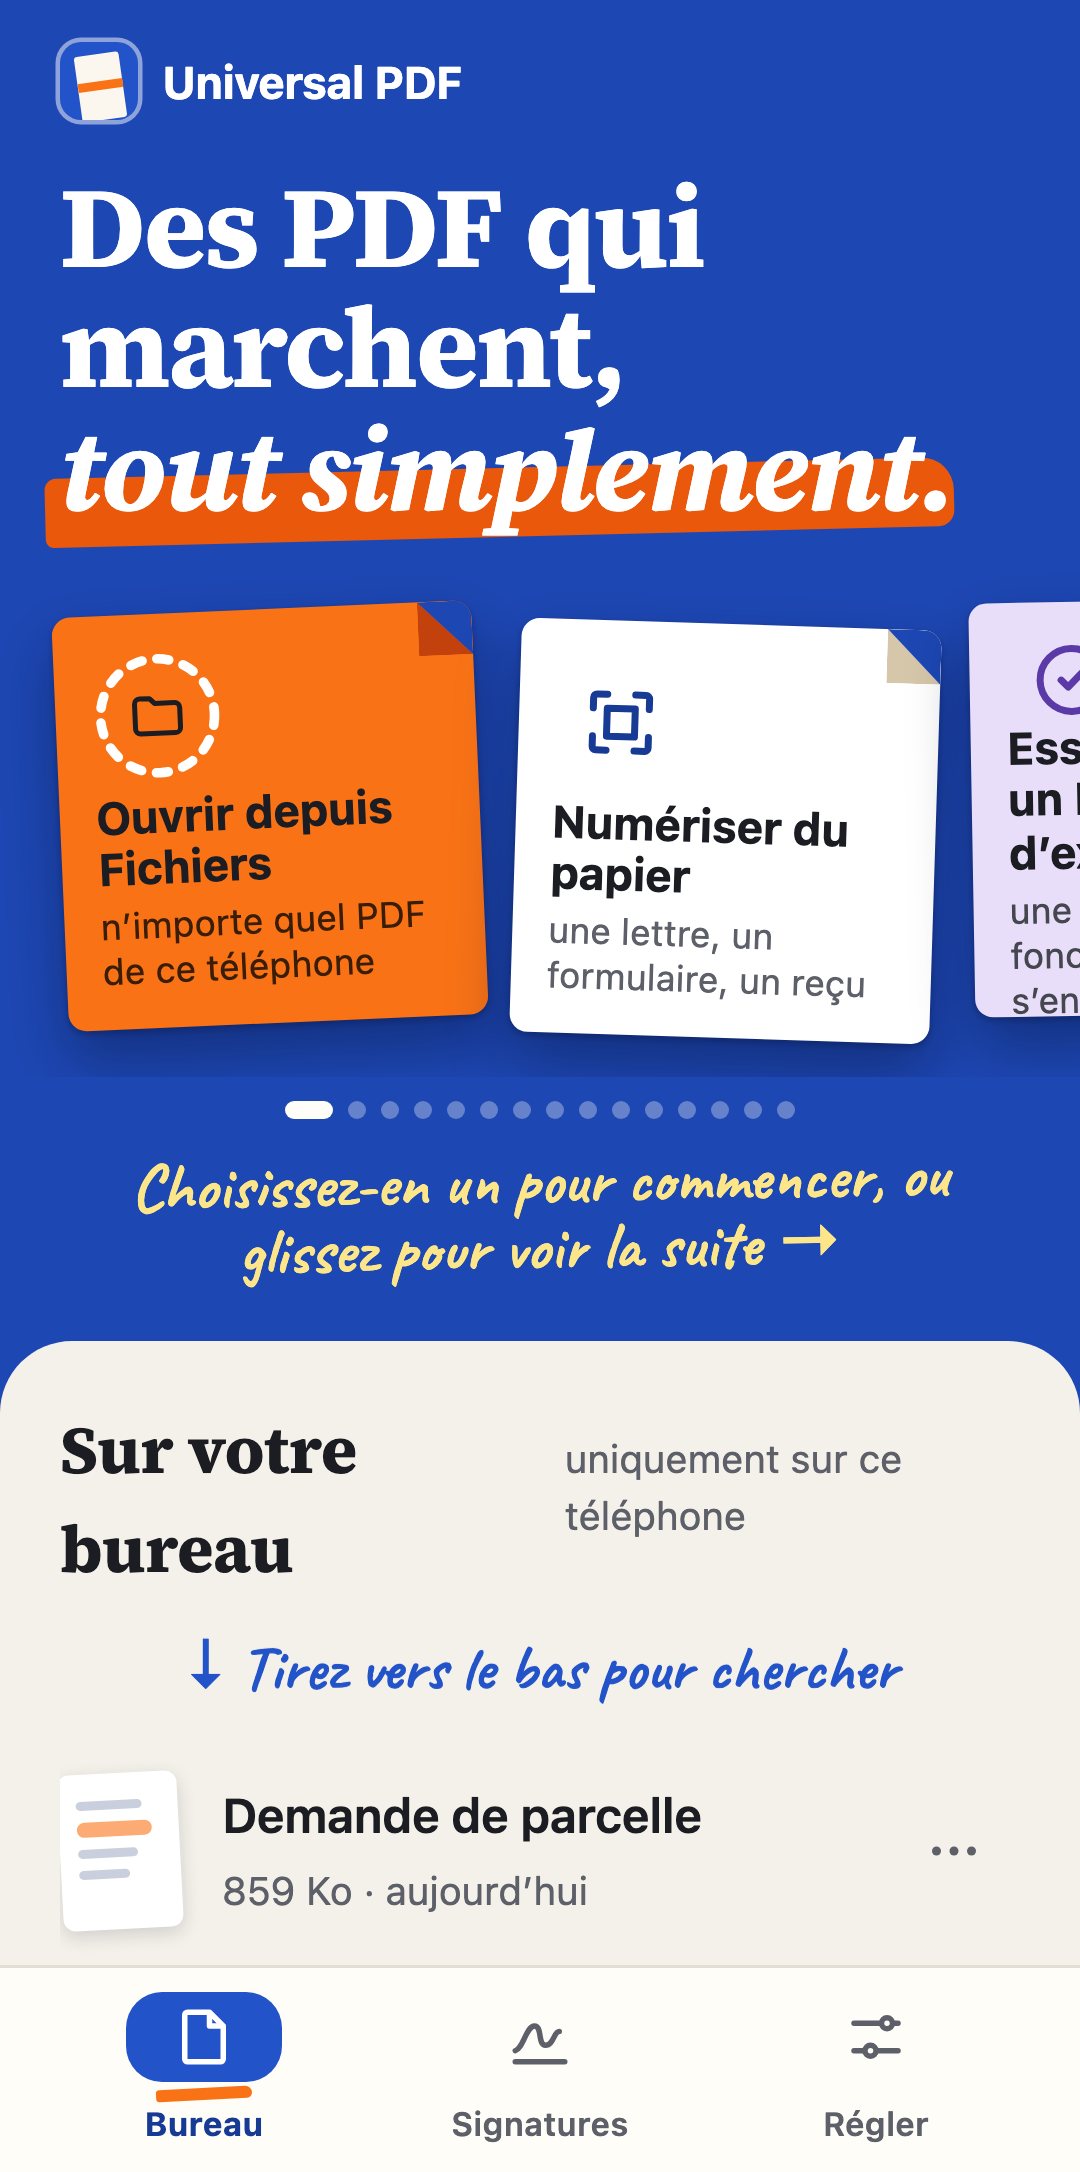 Universal PDF
Des PDF qui
marchent,
tout simplement.
Ouvrir depuis
Fichiers
n’importe quel PDF
de ce téléphone
Numériser du
papier
une lettre, un
formulaire, un reçu
un
une
Choisissez-en un pour commencer, ou
glissez pour voir la suite →
Sur votre
bureau
uniquement sur ce
téléphone
↓ Tirez vers le bas pour chercher
Demande de parcelle
859 Ko · aujourd’hui
Bureau
Signatures
Régler